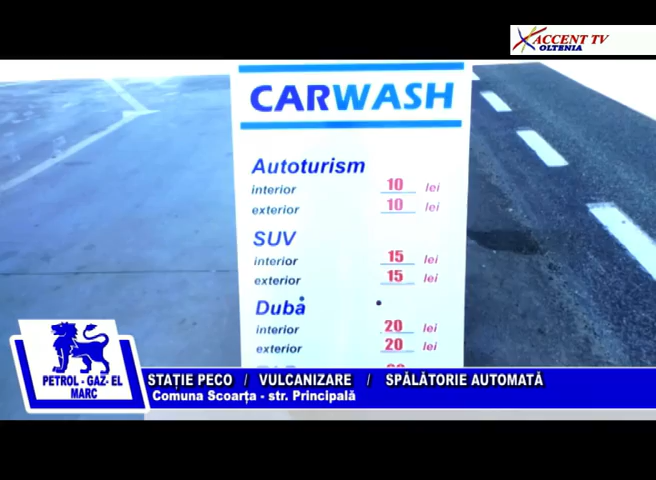 ACCENT TV
OLTENIA
CARWASH
Autoturism
interior 10 lei
exterior 10 lei
SUV
interior 15 lei
exterior 15 lei
Dubă
interior 20 lei
exterior 20 lei
PETROL - GAZ- EL
MARC
STAȚIE PECO / VULCANIZARE / SPĂLĂTORIE AUTOMATĂ
Comuna Scoarța - str. Principală